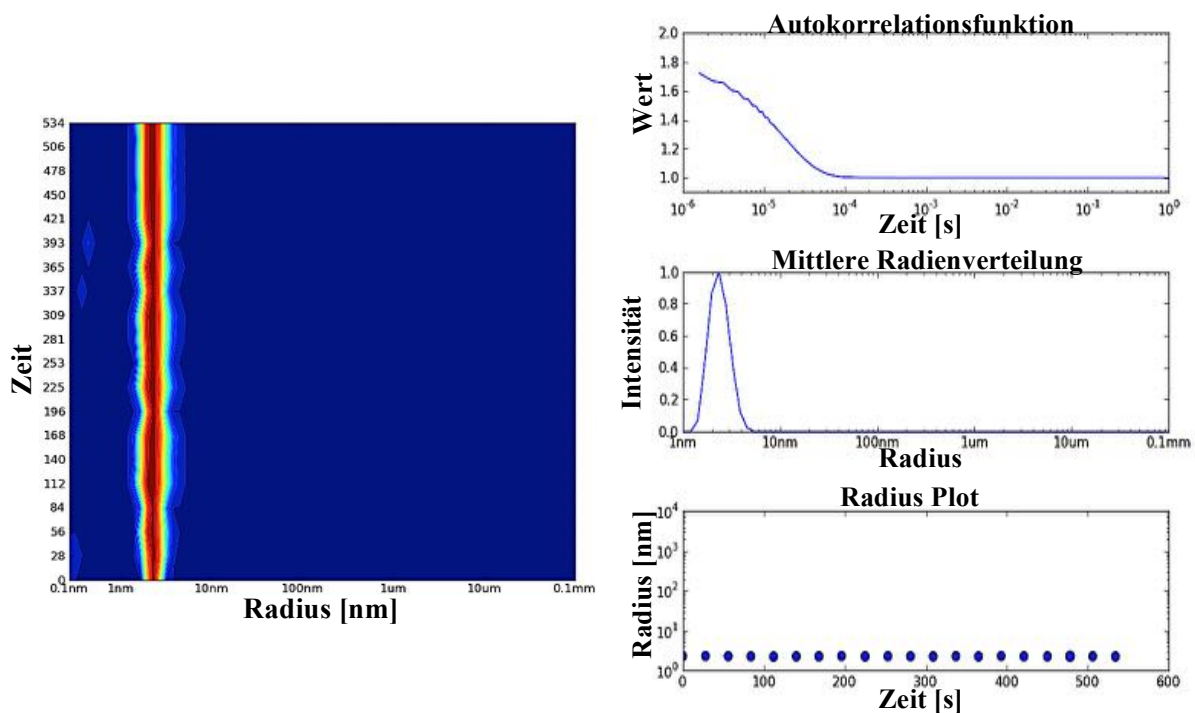 Zeit
534
506
478
450
421
393
365
337
309
281
253
225
196
168
140
112
84
56
28
0
0.1nm 1nm 10nm 100nm 1um 10um 0.1mm
Radius [nm]
Autokorrelationsfunktion
Wert
2.0
1.8
1.6
1.4
1.2
1.0
10⁻⁶ 10⁻⁵ 10⁻⁴ 10⁻³ 10⁻² 10⁻¹ 10⁰
Zeit [s]
Mittlere Radienverteilung
Intensität
1.0
0.8
0.6
0.4
0.2
0.0
1nm 10nm 100nm 1um 10um 0.1mm
Radius
Radius Plot
Radius [nm]
10⁴
10³
10²
10¹
10⁰
0 100 200 300 400 500 600
Zeit [s]